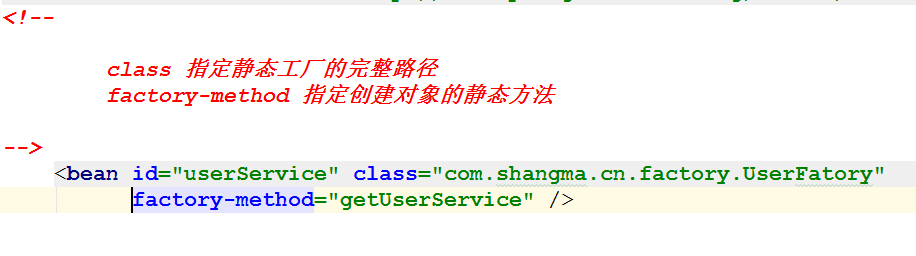 <!--
class 指定静态工厂的完整路径
factory-method 指定创建对象的静态方法
-->
<bean id="userService" class="com.shangma.cn.factory.UserFatory"
factory-method="getUserService" />